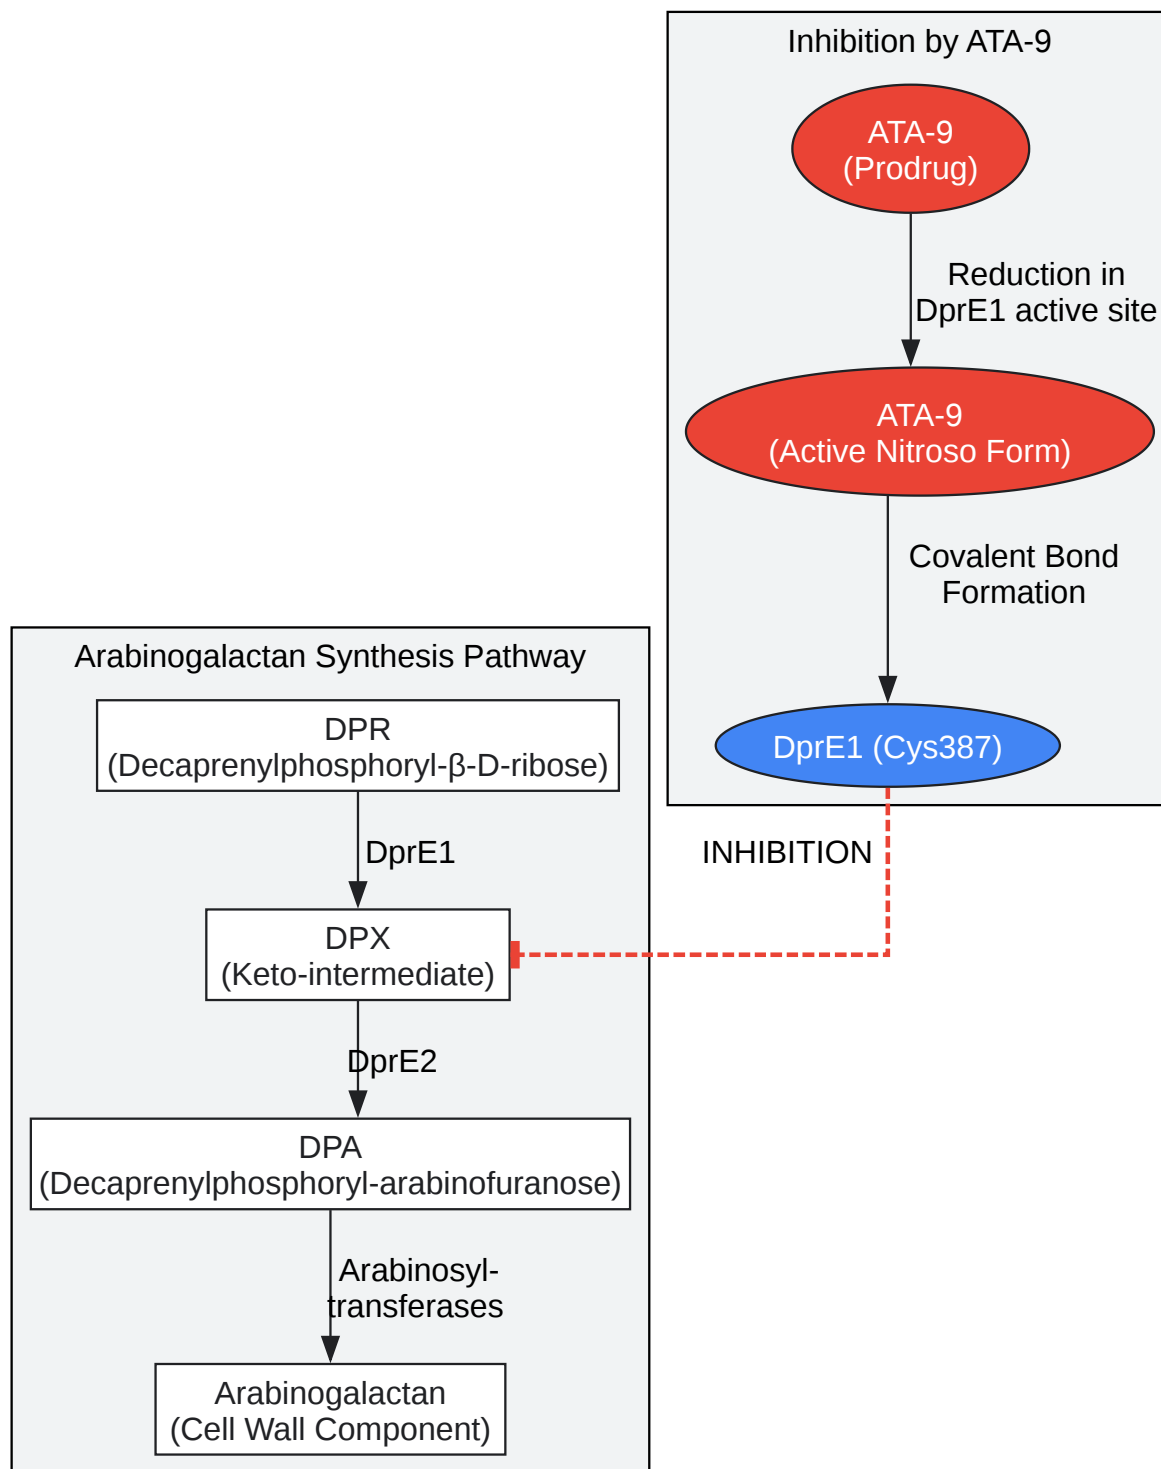 Inhibition by ATA-9
ATA-9
(Prodrug)
Reduction in
DprE1 active site
ATA-9
(Active Nitroso Form)
Covalent Bond
Formation
DprE1 (Cys387)
INHIBITION
Arabinogalactan Synthesis Pathway
DPR
(Decaprenylphosphoryl-β-D-ribose)
DprE1
DPX
(Keto-intermediate)
DprE2
DPA
(Decaprenylphosphoryl-arabinofuranose)
Arabinosyl-
transferases
Arabinogalactan
(Cell Wall Component)